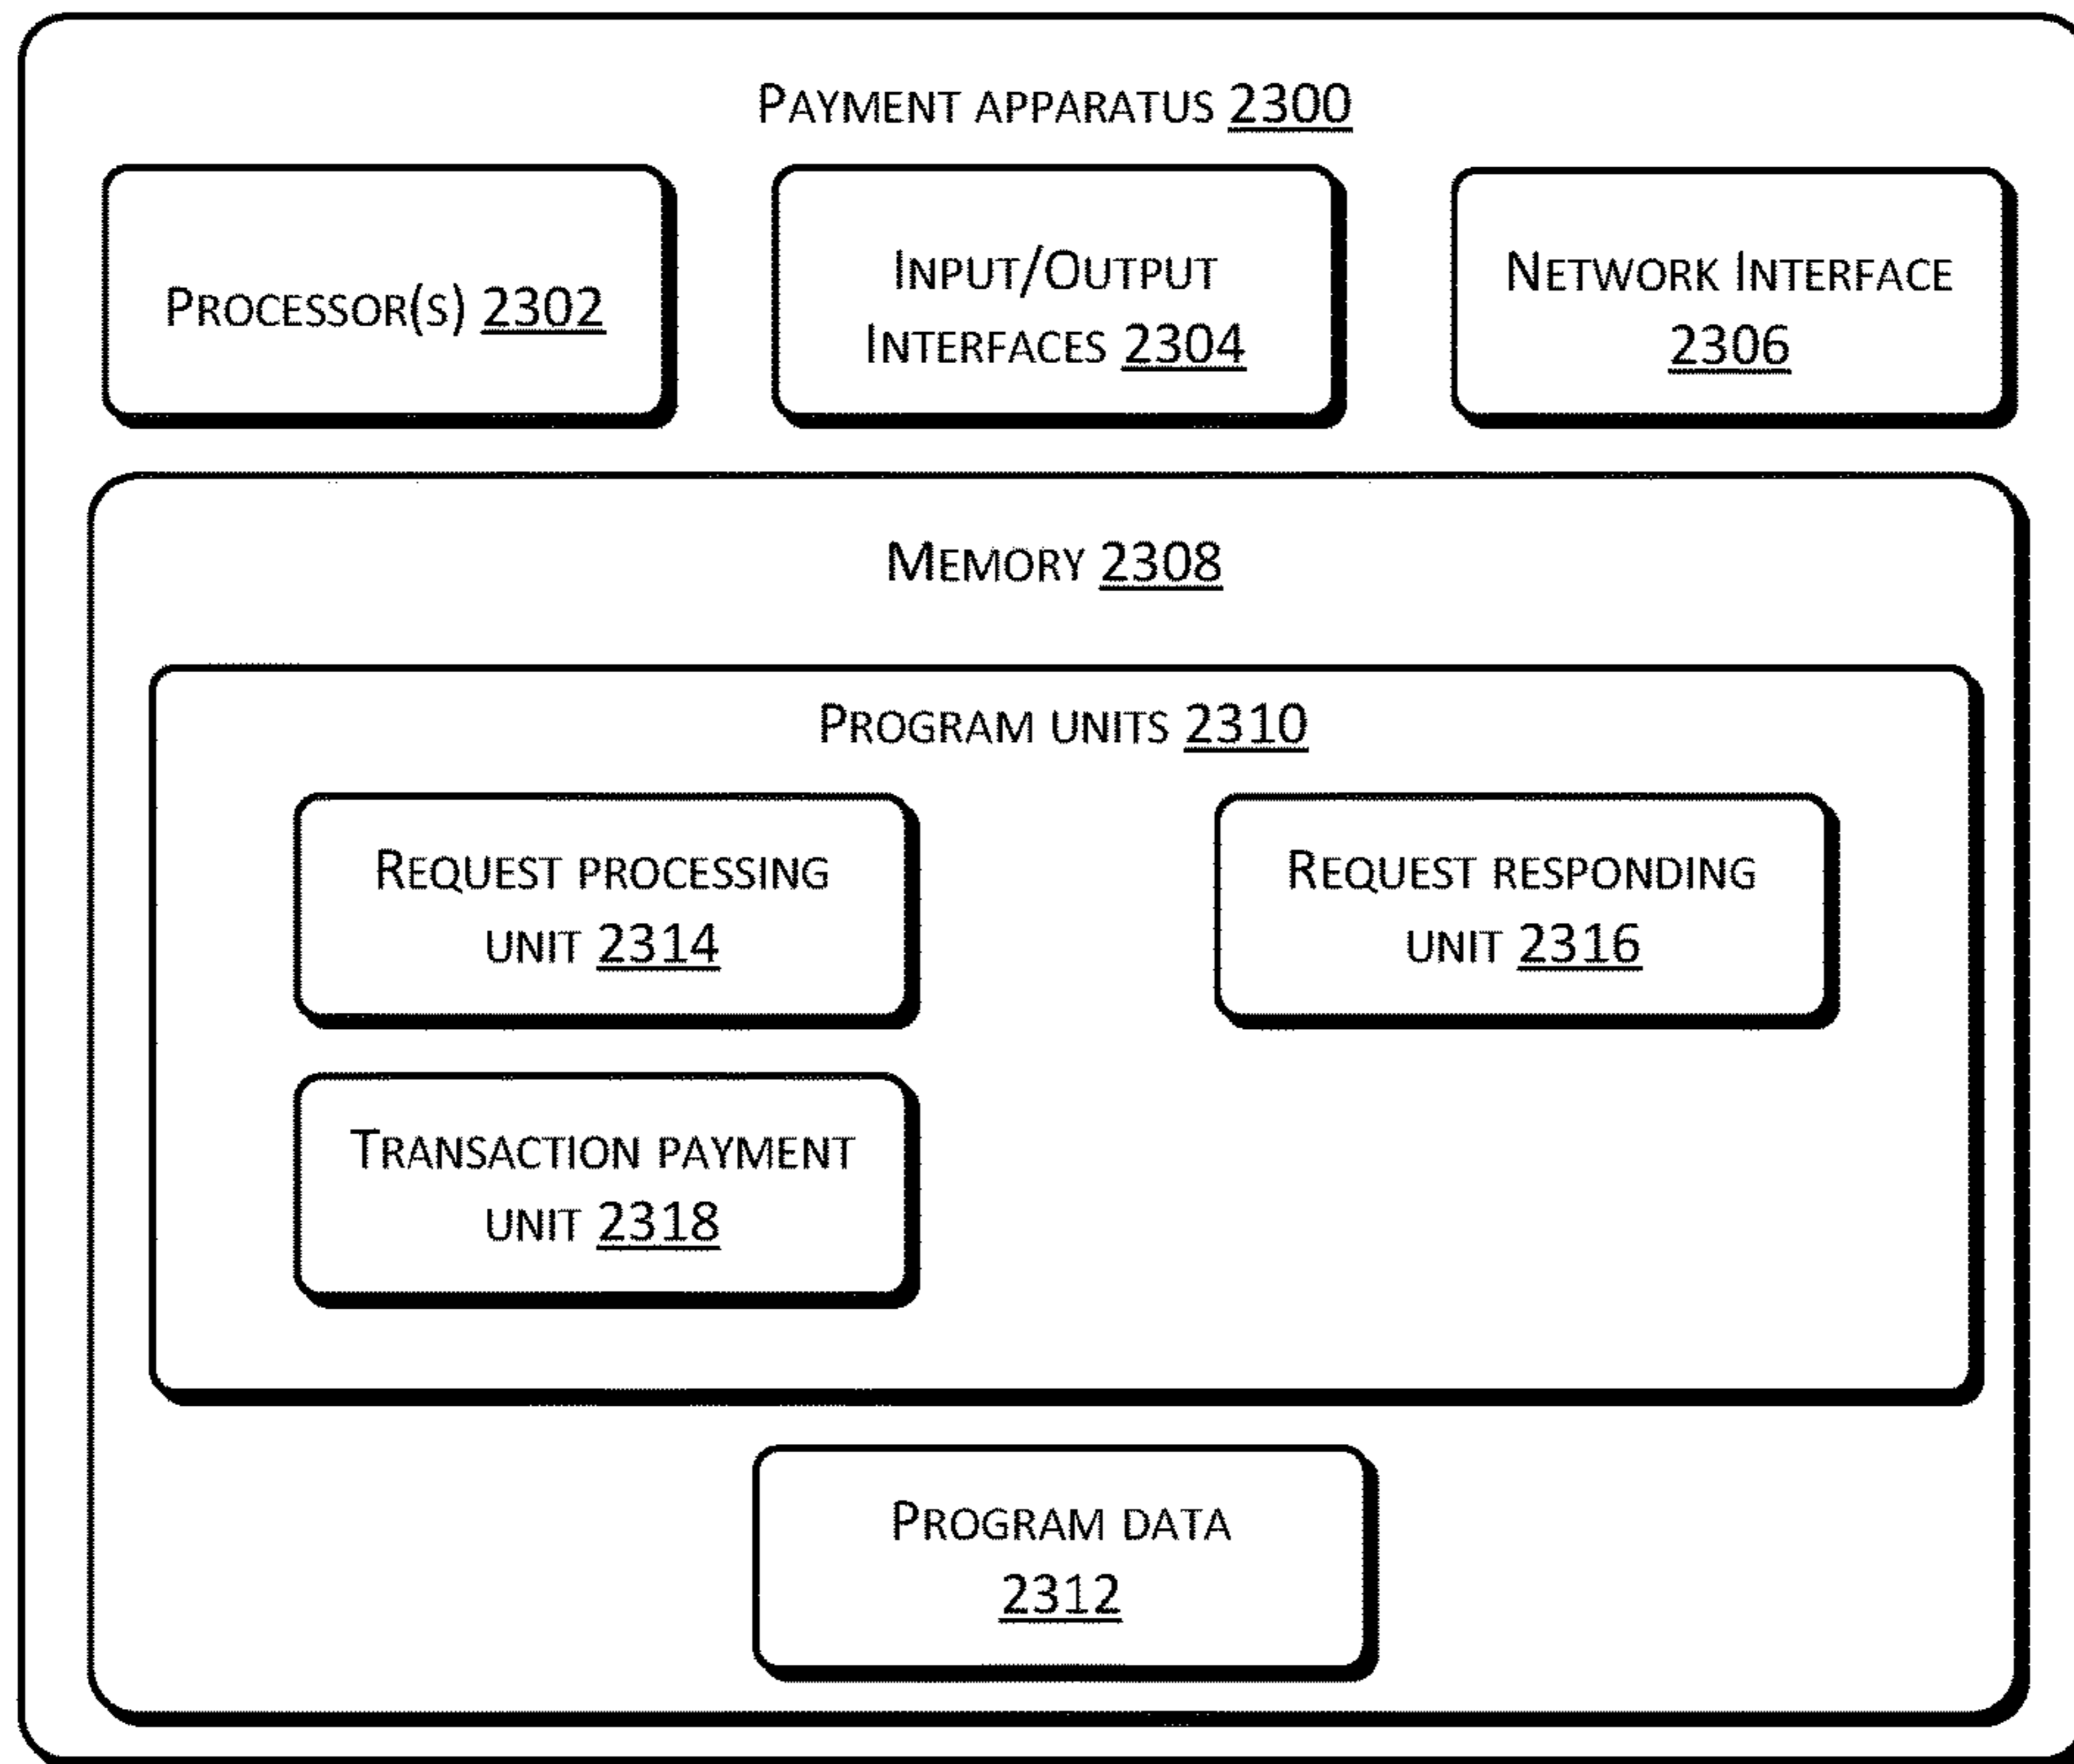 PAYMENT APPARATUS 2300
PROCESSOR(S) 2302
INPUT/OUTPUT
INTERFACES 2304
NETWORK INTERFACE
2306
MEMORY 2308
PROGRAM UNITS 2310
REQUEST PROCESSING
UNIT 2314
REQUEST RESPONDING
UNIT 2316
TRANSACTION PAYMENT
UNIT 2318
PROGRAM DATA
2312